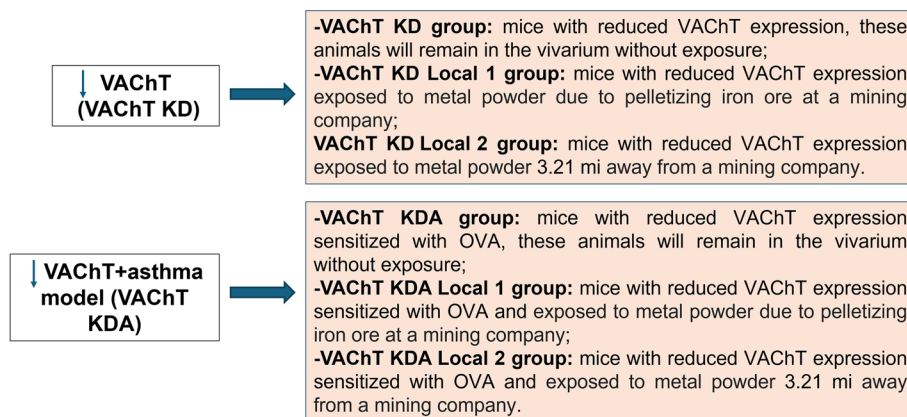 ↓ VAChT
(VAChT KD)
-VAChT KD group: mice with reduced VAChT expression, these
animals will remain in the vivarium without exposure;
-VAChT KD Local 1 group: mice with reduced VAChT expression
exposed to metal powder due to pelletizing iron ore at a mining
company;
VAChT KD Local 2 group: mice with reduced VAChT expression
exposed to metal powder 3.21 mi away from a mining company.
↓ VAChT+asthma
model (VAChT
KDA)
-VAChT KDA group: mice with reduced VAChT expression
sensitized with OVA, these animals will remain in the vivarium
without exposure;
-VAChT KDA Local 1 group: mice with reduced VAChT expression
sensitized with OVA and exposed to metal powder due to pelletizing
iron ore at a mining company;
-VAChT KDA Local 2 group: mice with reduced VAChT expression
sensitized with OVA and exposed to metal powder 3.21 mi away
from a mining company.